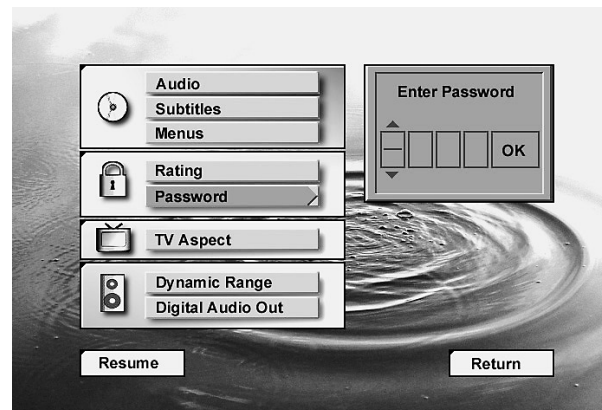 Audio
Subtitles
Menus
Rating
Password
TV Aspect
Dynamic Range
Digital Audio Out
Enter Password
— OK
Resume
Return